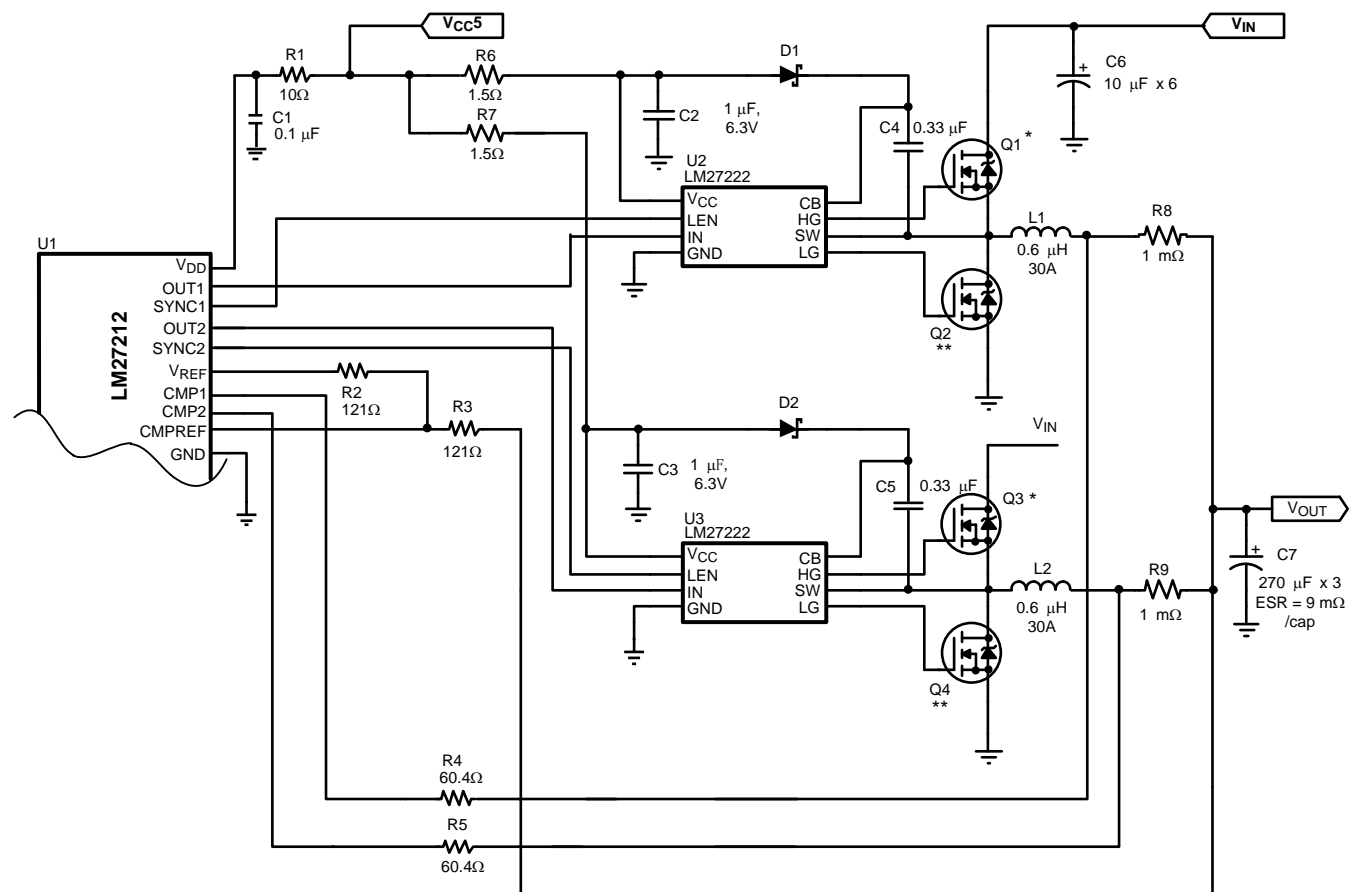 VCC5
VIN
R1
10Ω
C1
0.1 μF
R6
1.5Ω
R7
1.5Ω
C2
1 μF,
6.3V
D1
C4
0.33 μF
C6
10 μF x 6
Q1 *
U2
LM27222
VCC
LEN
IN
GND
CB
HG
SW
LG
L1
0.6 μH
30A
R8
1 mΩ
Q2
**
U1
LM27212
VDD
OUT1
SYNC1
OUT2
SYNC2
VREF
CMP1
CMP2
CMPREF
GND
R2
121Ω
R3
121Ω
C3
1 μF,
6.3V
D2
C5
0.33 μF
VIN
Q3 *
U3
LM27222
VCC
LEN
IN
GND
CB
HG
SW
LG
L2
0.6 μH
30A
R9
1 mΩ
Q4
**
VOUT
C7
270 μF x 3
ESR = 9 mΩ
/cap
R4
60.4Ω
R5
60.4Ω